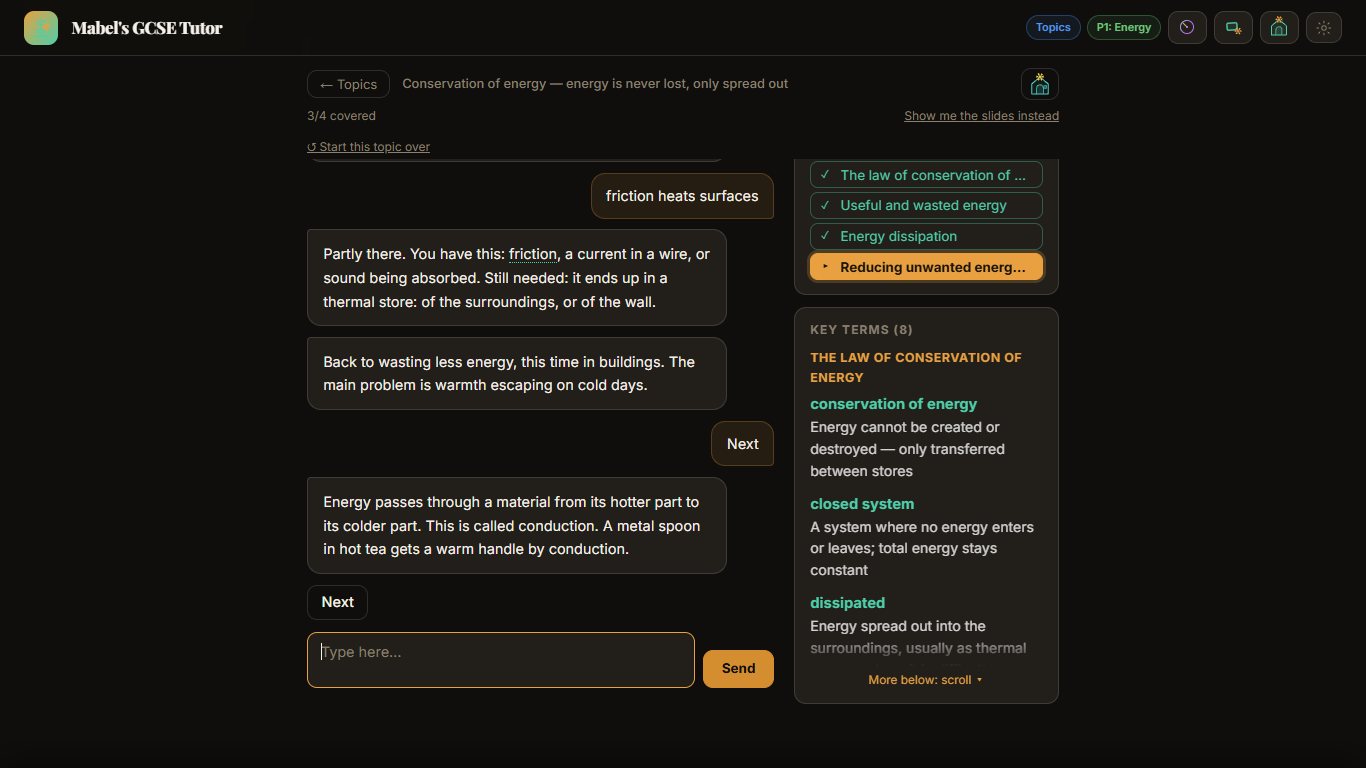 Mabel's GCSE Tutor
Topics
P1: Energy
← Topics
Conservation of energy — energy is never lost, only spread out
3/4 covered
Show me the slides instead
↺ Start this topic over
friction heats surfaces
Partly there. You have this: friction, a current in a wire, or
sound being absorbed. Still needed: it ends up in a
thermal store: of the surroundings, or of the wall.
Back to wasting less energy, this time in buildings. The
main problem is warmth escaping on cold days.
Next
Energy passes through a material from its hotter part to
its colder part. This is called conduction. A metal spoon
in hot tea gets a warm handle by conduction.
Next
Type here...
Send
✓ The law of conservation of ...
✓ Useful and wasted energy
✓ Energy dissipation
‣ Reducing unwanted energ...
KEY TERMS (8)
THE LAW OF CONSERVATION OF
ENERGY
conservation of energy
Energy cannot be created or
destroyed — only transferred
between stores
closed system
A system where no energy enters
or leaves; total energy stays
constant
dissipated
Energy spread out into the
surroundings, usually as thermal
More below: scroll ▾